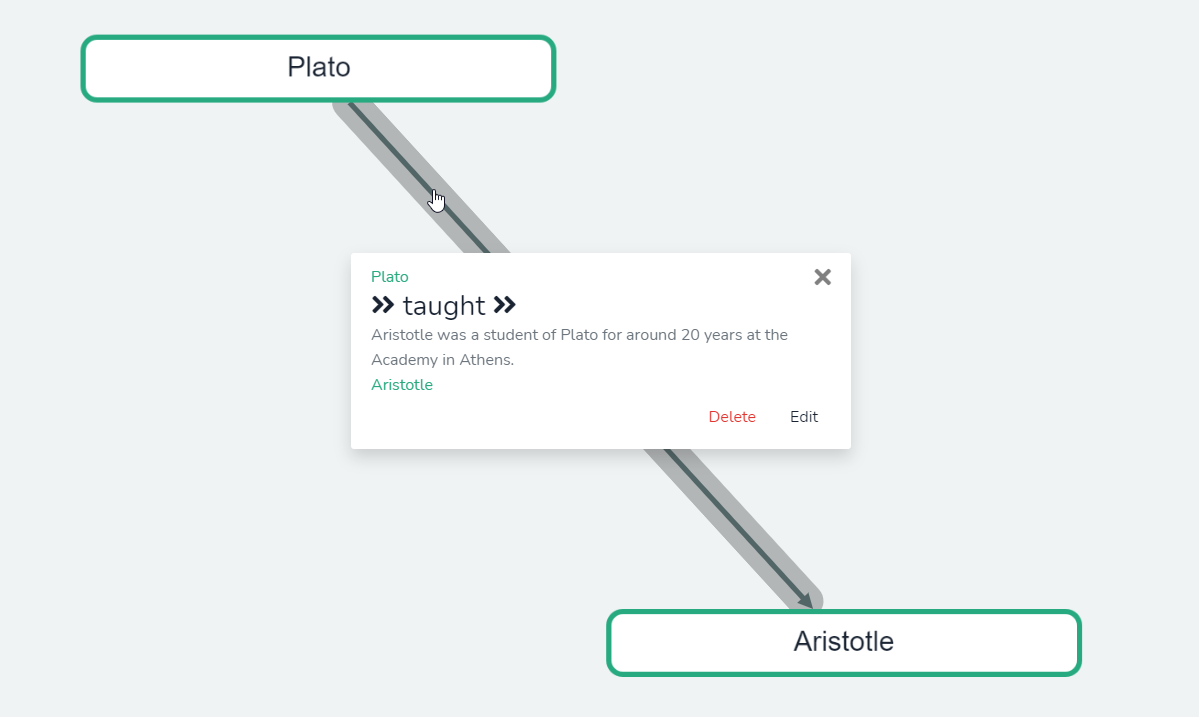 Plato
Plato
» taught »
Aristotle was a student of Plato for around 20 years at the
Academy in Athens.
Aristotle
Delete Edit
Aristotle